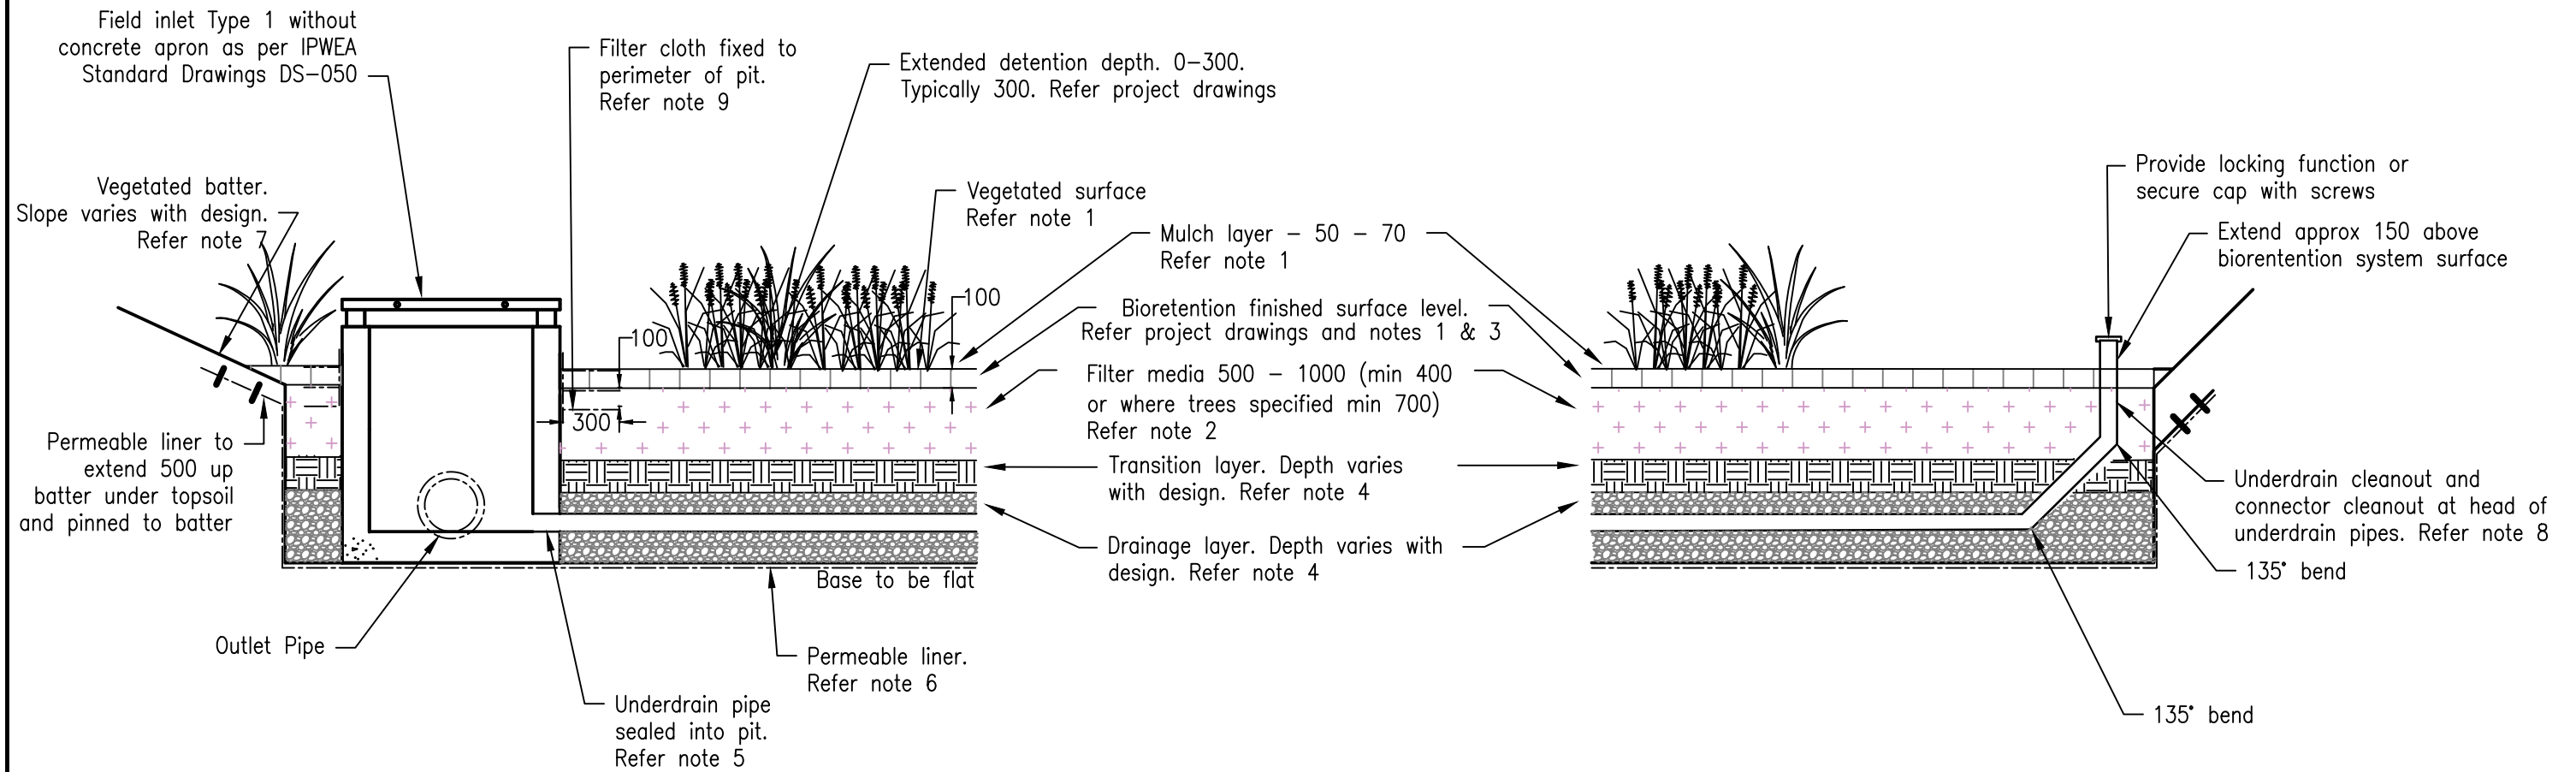 Field inlet Type 1 without
concrete apron as per IPWEA
Standard Drawings DS-050
Filter cloth fixed to
perimeter of pit.
Refer note 9
Extended detention depth. 0-300.
Typically 300. Refer project drawings
Vegetated batter.
Slope varies with design.
Refer note 7
Vegetated surface
Refer note 1
Mulch layer - 50 - 70
Refer note 1
Provide locking function or
secure cap with screws
Extend approx 150 above
biorentention system surface
100
100
300
Bioretention finished surface level.
Refer project drawings and notes 1 & 3
Filter media 500 - 1000 (min 400
or where trees specified min 700)
Refer note 2
Permeable liner to
extend 500 up
batter under topsoil
and pinned to batter
Transition layer. Depth varies
with design. Refer note 4
Underdrain cleanout and
connector cleanout at head of
underdrain pipes. Refer note 8
Drainage layer. Depth varies with
design. Refer note 4
135° bend
Base to be flat
Outlet Pipe
Permeable liner.
Refer note 6
Underdrain pipe
sealed into pit.
Refer note 5
135° bend